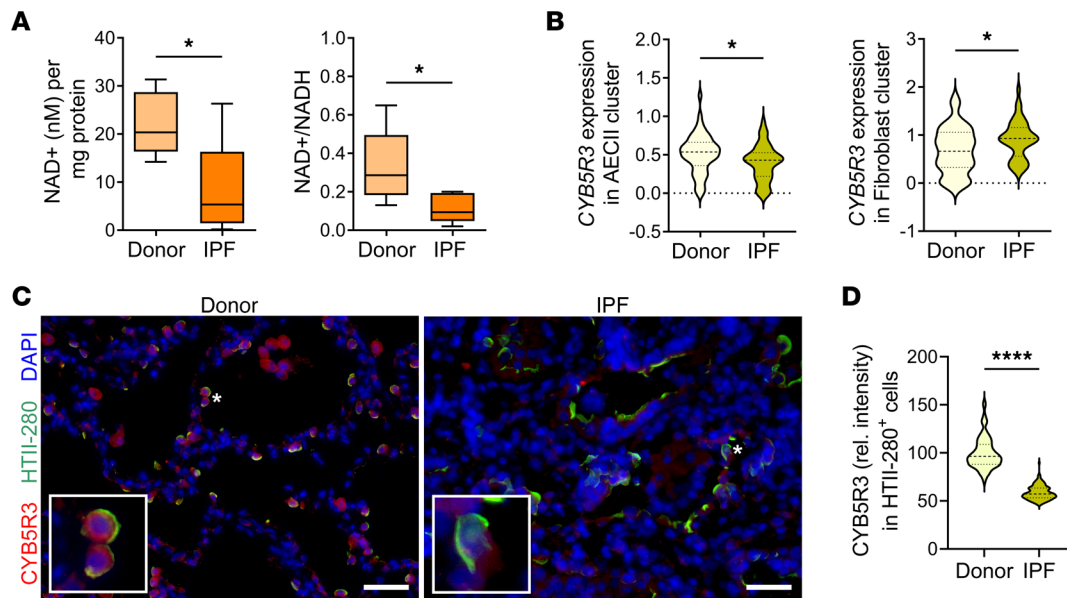 A
NAD+ (nM) per
mg protein
40
30
20
10
0
*
Donor
IPF
NAD+/NADH
1.0
0.8
0.6
0.4
0.2
0.0
*
Donor
IPF
B
CYB5R3 expression
in AECII cluster
2.0
1.5
1.0
0.5
0.0
-0.5
*
Donor
IPF
CYB5R3 expression
in Fibroblast cluster
3
2
1
0
-1
*
Donor
IPF
C
Donor
IPF
CYB5R3 HTII-280 DAPI
*
*
D
CYB5R3 (rel. intensity)
in HTII-280+ cells
200
150
100
50
0
****
Donor
IPF